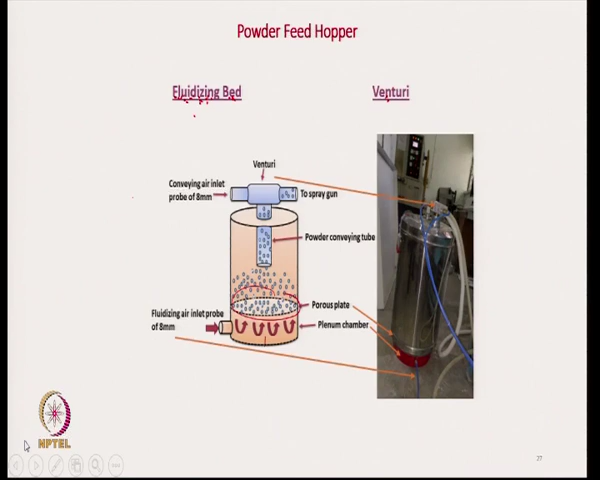 Powder Feed Hopper
Fluidizing Bed
Venturi
Venturi
Conveying air inlet
probe of 8mm
To spray gun
Powder conveying tube
Porous plate
Fluidizing air inlet probe
of 8mm
Plenum chamber
NPTEL
77